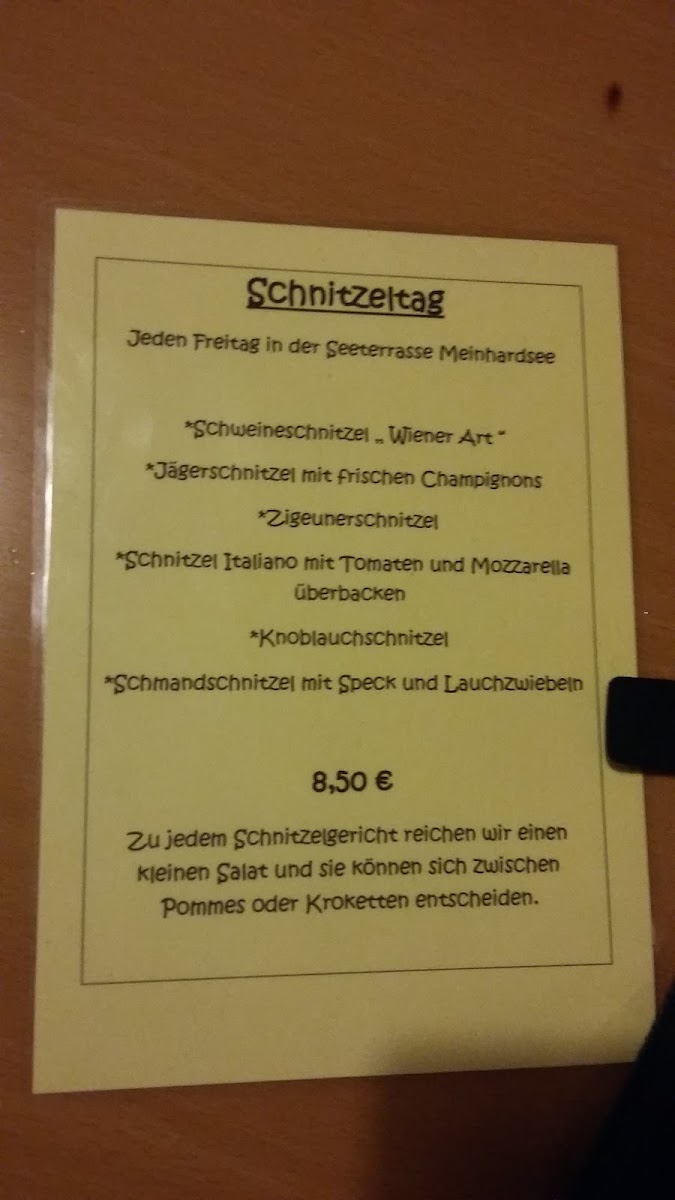 Schnitzeltag
Jeden Freitag in der Seeterrasse Meinhardsee
*Schweineschnitzel „ Wiener Art “
*Jägerschnitzel mit frischen Champignons
*Zigeunerschnitzel
*Schnitzel Italiano mit Tomaten und Mozzarella
überbacken
*Knoblauchschnitzel
*Schmandschnitzel mit Speck und Lauchzwiebeln
8,50 €
Zu jedem Schnitzelgericht reichen wir einen
kleinen Salat und sie können sich zwischen
Pommes oder Kroketten entscheiden.